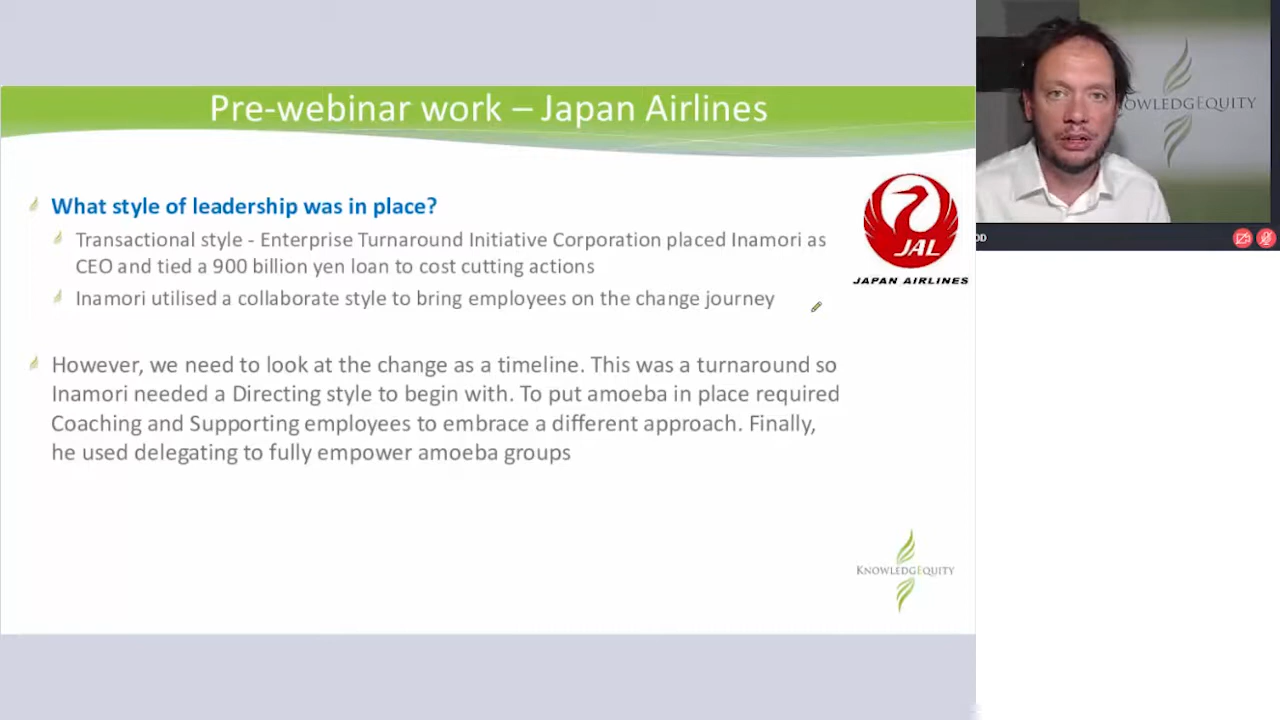 Pre-webinar work – Japan Airlines
What style of leadership was in place?
Transactional style - Enterprise Turnaround Initiative Corporation placed Inamori as
CEO and tied a 900 billion yen loan to cost cutting actions
Inamori utilised a collaborate style to bring employees on the change journey
However, we need to look at the change as a timeline. This was a turnaround so
Inamori needed a Directing style to begin with. To put amoeba in place required
Coaching and Supporting employees to embrace a different approach. Finally,
he used delegating to fully empower amoeba groups
JAL
JAPAN AIRLINES
KNOWLEDGEQUITY
NOWLEDGEQUITY
OD